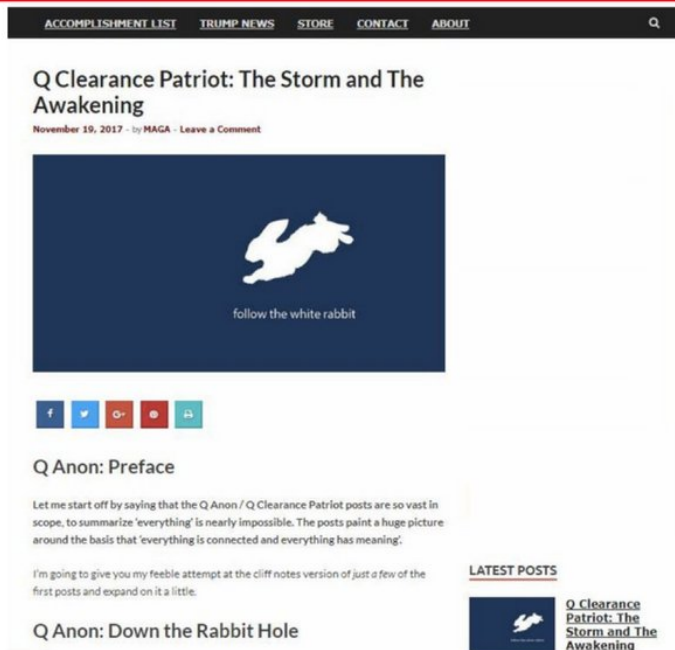 ACCOMPLISHMENT LIST TRUMP NEWS STORE CONTACT ABOUT
Q Clearance Patriot: The Storm and The
Awakening
November 19, 2017 - by MAGA - Leave a Comment
follow the white rabbit
f G+
Q Anon: Preface
Let me start off by saying that the Q Anon / Q Clearance Patriot posts are so vast in
scope, to summarize 'everything' is nearly impossible. The posts paint a huge picture
around the basis that 'everything is connected and everything has meaning'.
I'm going to give you my feeble attempt at the cliff notes version of just a few of the
first posts and expand on it a little.
Q Anon: Down the Rabbit Hole
LATEST POSTS
Q Clearance
Patriot: The
Storm and The
Awakening